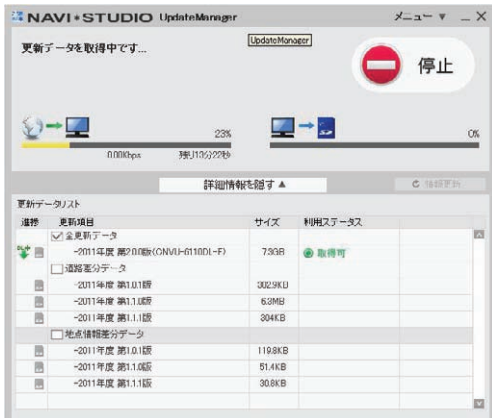 NAVI*STUDIO UpdateManager
メニュー ▼ _ X
更新データを取得中です...
UpdateManager
停止
23%
0%
0.00Kbps 残り13分22秒
詳細情報を隠す ▲
情報更新
更新データリスト
進捗 更新項目 サイズ 利用ステータス
全更新データ
-2011年度 第2.0.0版(CNVU-6110DL-F) 7.3GB 取得可
道路差分データ
-2011年度 第1.0.1版 302.9KB
-2011年度 第1.1.0版 6.3MB
-2011年度 第1.1.1版 304KB
地点情報差分データ
-2011年度 第1.0.1版 119.8KB
-2011年度 第1.1.0版 51.4KB
-2011年度 第1.1.1版 30.8KB